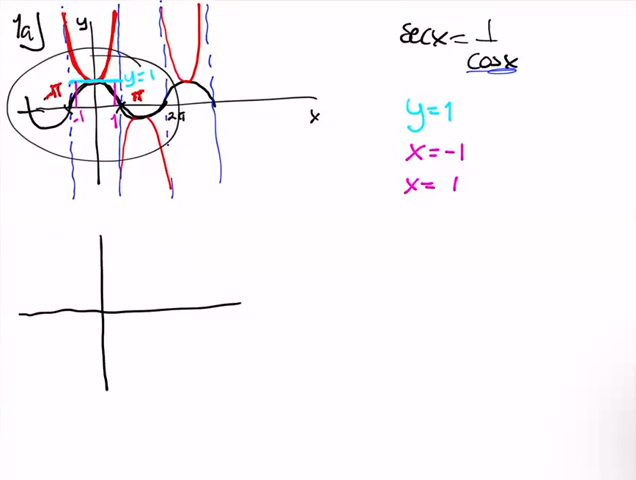 1a)
y
y=1
-π
π
-1
1
2π
x
secx = 1
cosx
y=1
x=-1
x= 1